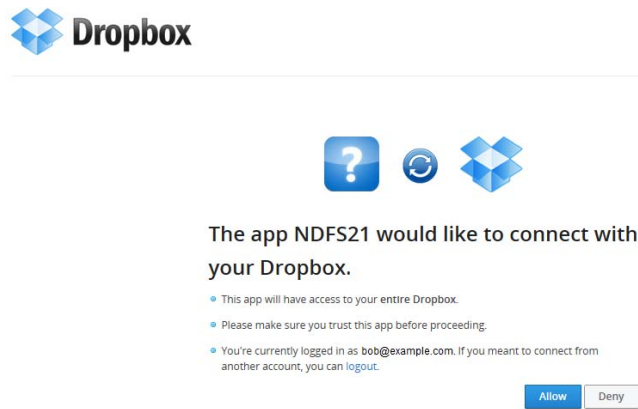 Dropbox
?
The app NDFS21 would like to connect with
your Dropbox.
This app will have access to your entire Dropbox.
Please make sure you trust this app before proceeding.
You're currently logged in as bob@example.com. If you meant to connect from
another account, you can logout.
Allow Deny